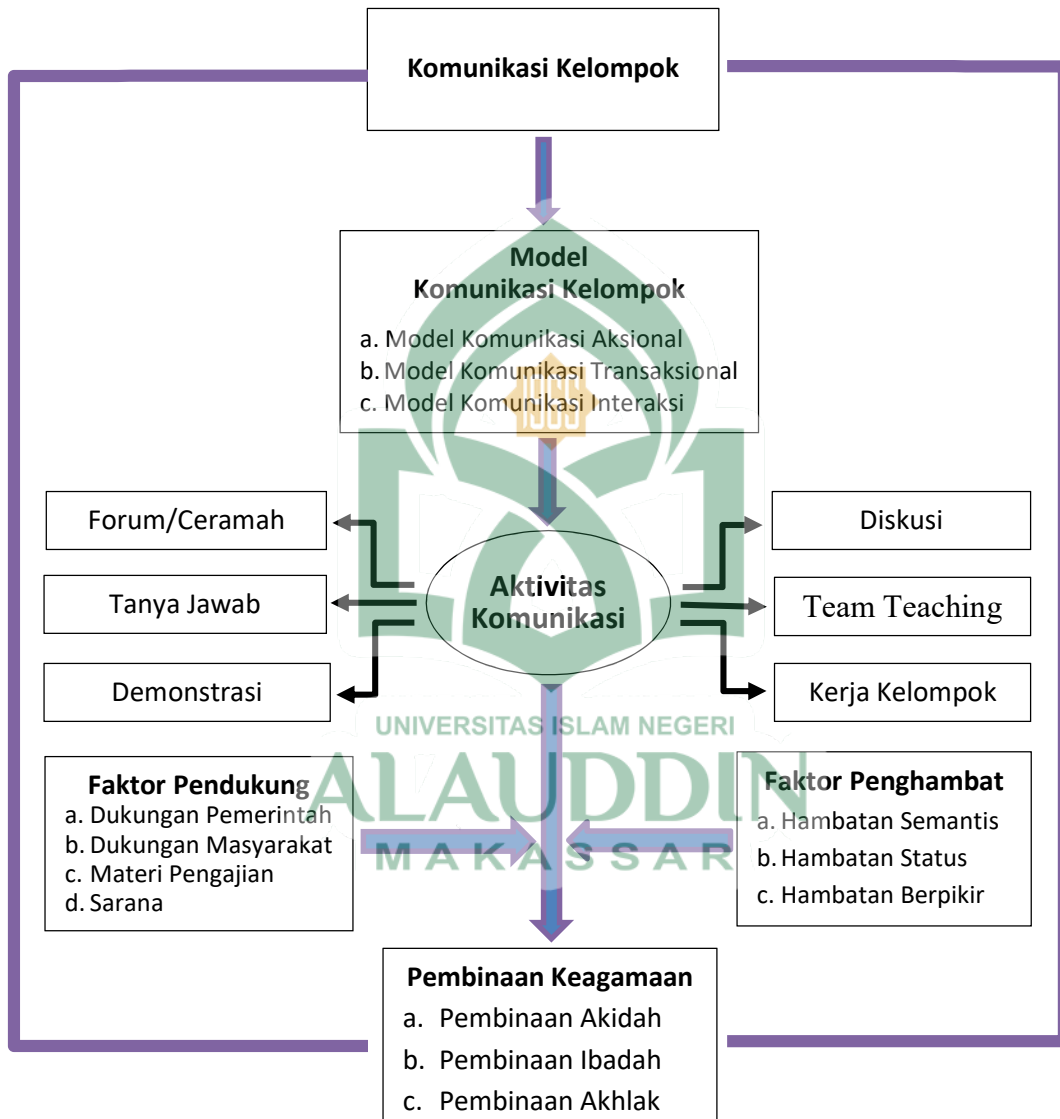 Komunikasi Kelompok
Model
Komunikasi Kelompok
a. Model Komunikasi Aksional
b. Model Komunikasi Transaksional
c. Model Komunikasi Interaksi
1965
Forum/Ceramah
Diskusi
Aktivitas
Komunikasi
Tanya Jawab
Team Teaching
Demonstrasi
Kerja Kelompok
UNIVERSITAS ISLAM NEGERI
ALAUDDIN
MAKASSAR
Faktor Pendukung
a. Dukungan Pemerintah
b. Dukungan Masyarakat
c. Materi Pengajian
d. Sarana
Faktor Penghambat
a. Hambatan Semantis
b. Hambatan Status
c. Hambatan Berpikir
Pembinaan Keagamaan
a. Pembinaan Akidah
b. Pembinaan Ibadah
c. Pembinaan Akhlak